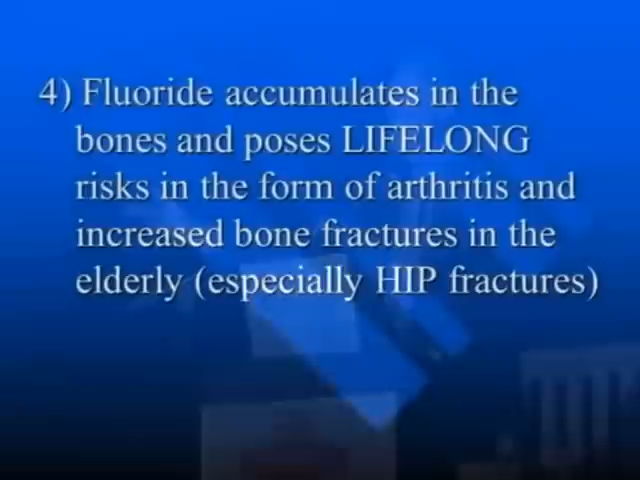 4) Fluoride accumulates in the
bones and poses LIFELONG
risks in the form of arthritis and
increased bone fractures in the
elderly (especially HIP fractures)